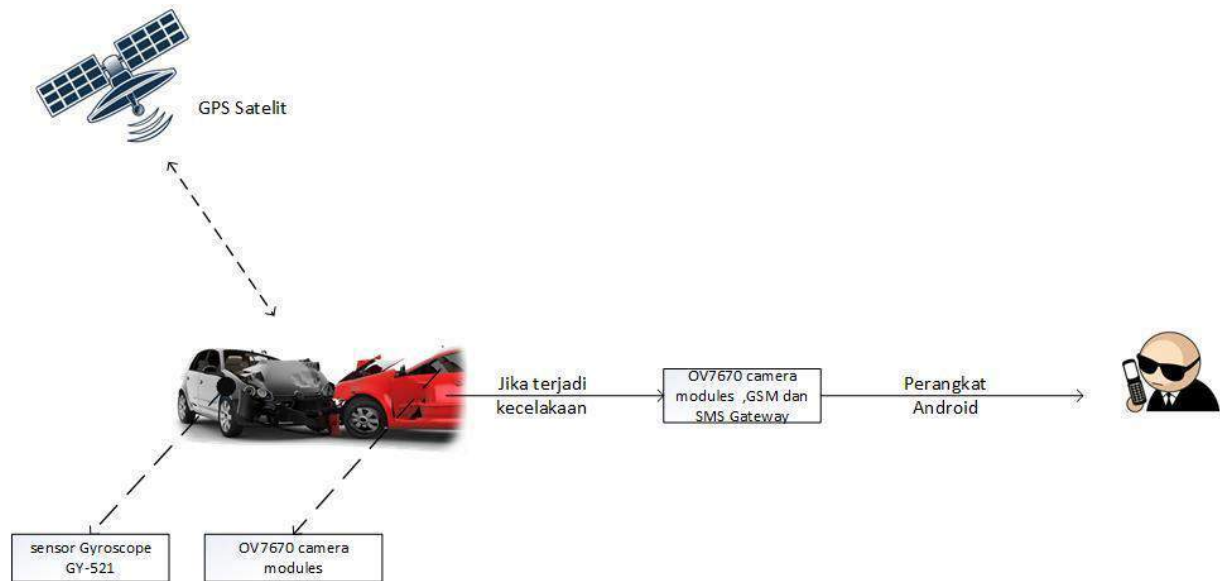 GPS Satelit
Jika terjadi
kecelakaan
OV7670 camera
modules ,GSM dan
SMS Gateway
Perangkat
Android
sensor Gyroscope
GY-521
OV7670 camera
modules